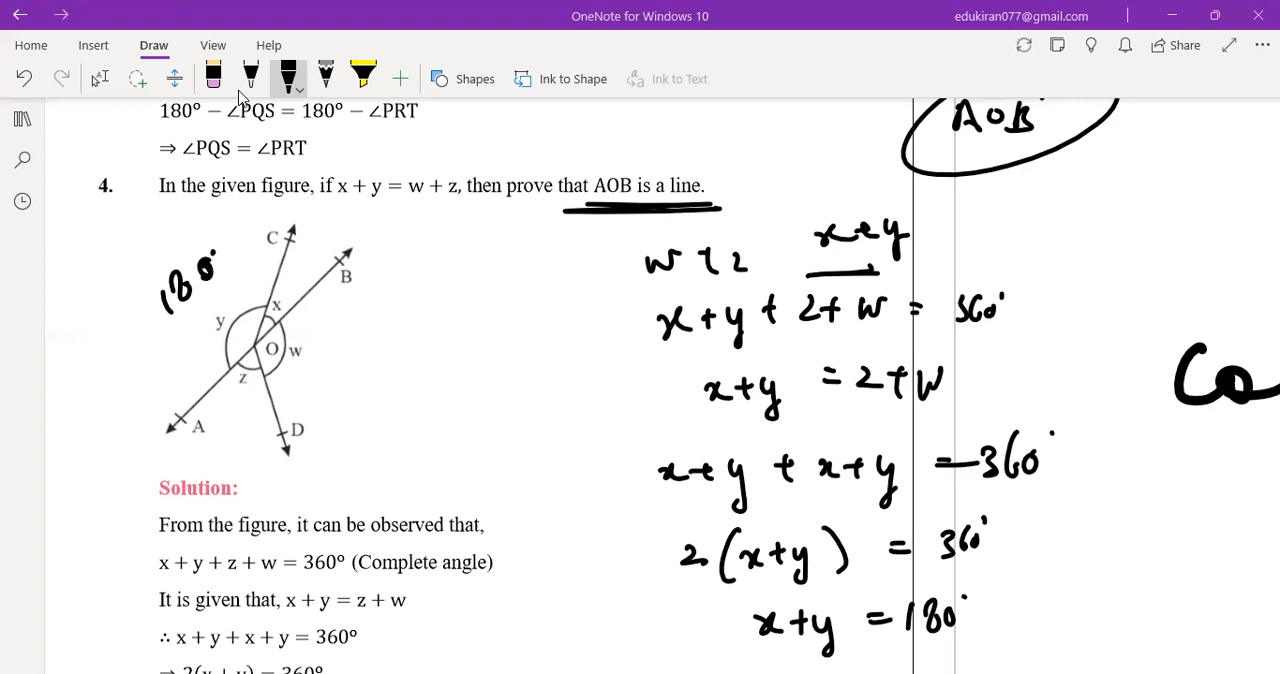 OneNote for Windows 10
edukiran077@gmail.com
Home Insert Draw View Help
Share
Shapes Ink to Shape Ink to Text
180° − ∠PQS = 180° − ∠PRT
⇒ ∠PQS = ∠PRT
AOB
4. In the given figure, if x + y = w + z, then prove that AOB is a line.
C
B
180°
x
y
O
w
z
A
D
w + z x+y
x+y + z+ w = 360°
x+y = z+w
x+y + x+y = 360°
2(x+y) = 360°
x+y = 180°
Co
Solution:
From the figure, it can be observed that,
x + y + z + w = 360° (Complete angle)
It is given that, x + y = z + w
∴ x + y + x + y = 360°
⇒ 2(x + y) = 360°